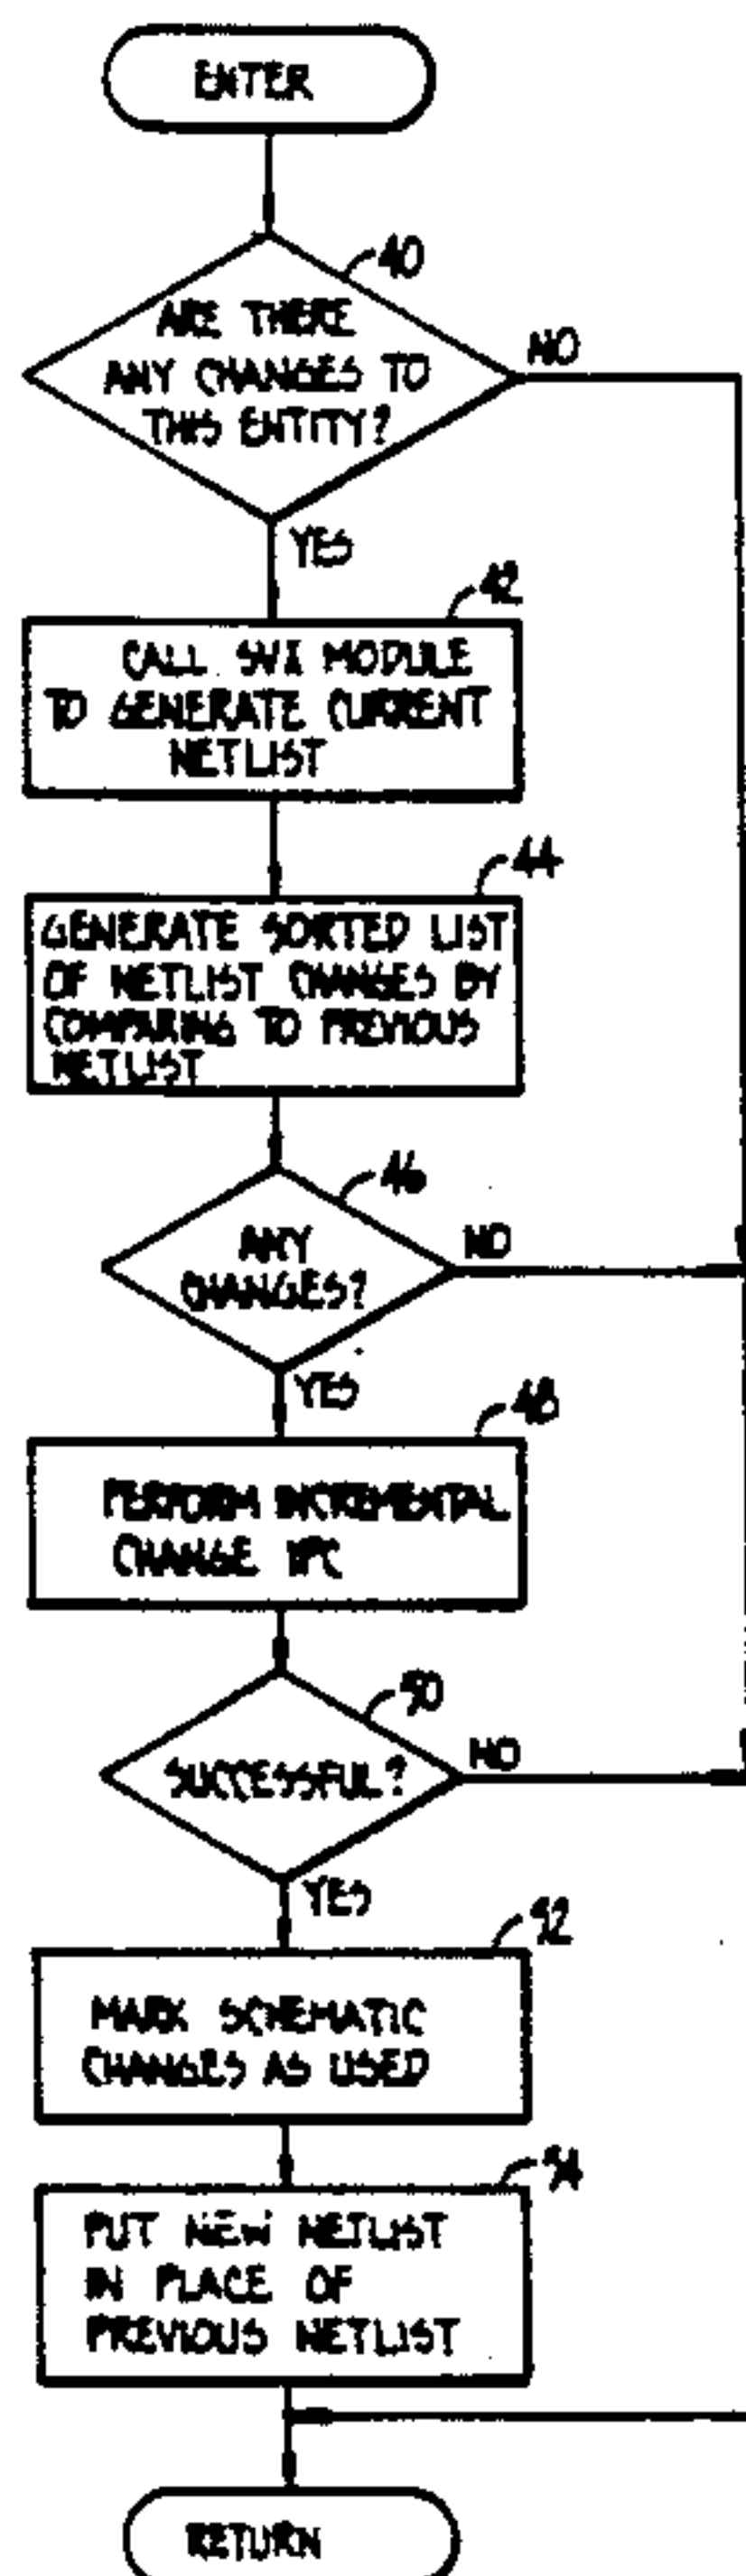 ENTER
40
ARE THERE
ANY CHANGES TO
THIS ENTITY?
NO
YES
42
CALL SVI MODULE
TO GENERATE CURRENT
NETLIST
44
GENERATE SORTED LIST
OF NETLIST CHANGES BY
COMPARING TO PREVIOUS
NETLIST
46
ANY
CHANGES?
NO
YES
48
PERFORM INCREMENTAL
CHANGE
50
SUCCESSFUL?
NO
YES
52
MARK SCHEMATIC
CHANGES AS USED
54
PUT NEW NETLIST
IN PLACE OF
PREVIOUS NETLIST
RETURN